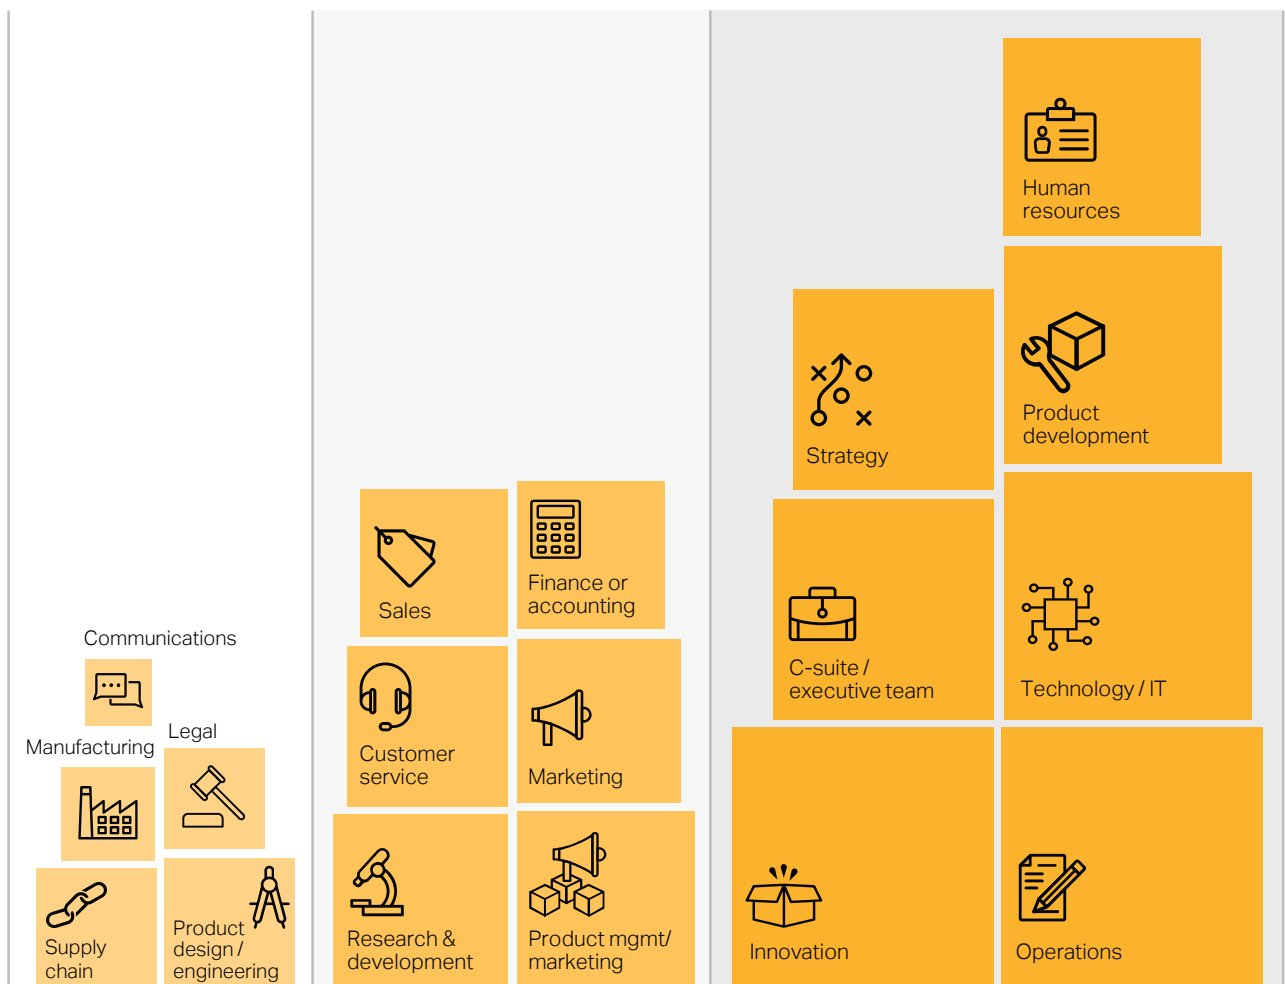 Communications
Legal
Manufacturing
Supply
chain
Product
design /
engineering
Sales
Finance or
accounting
Customer
service
Marketing
Research &
development
Product mgmt/
marketing
Human
resources
Strategy
Product
development
C-suite /
executive team
Technology / IT
Innovation
Operations